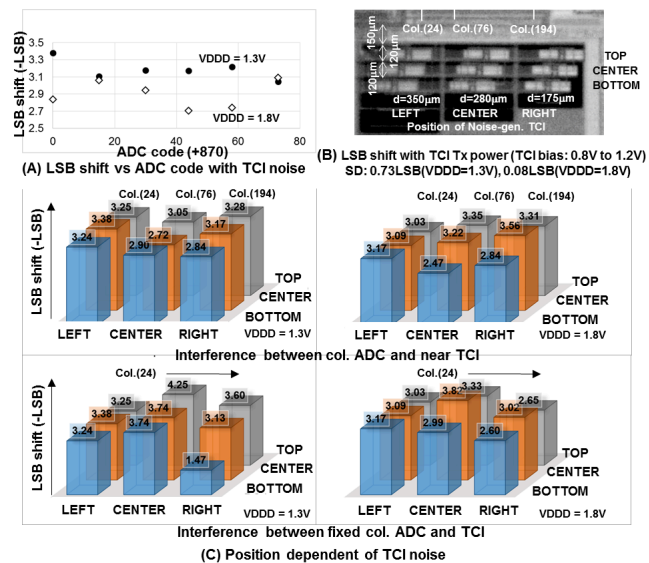 LSB shift (-LSB)
3.5
3.3
3.1
2.9
2.7
2.5
0
20
40
60
80
VDDD = 1.3V
VDDD = 1.8V
ADC code (+870)
(A) LSB shift vs ADC code with TCI noise
Col.(24) Col.(76) Col.(194)
150μm
120μm
120μm
TOP
CENTER
BOTTOM
d=350μm d=280μm d=175μm
LEFT CENTER RIGHT
Position of Noise-gen. TCI
(B) LSB shift with TCI Tx power (TCI bias: 0.8V to 1.2V)
SD: 0.73LSB(VDDD=1.3V), 0.08LSB(VDDD=1.8V)
LSB shift (-LSB)
Col.(24) Col.(76) Col.(194)
3.25 3.05 3.28
3.38 2.72 3.17
3.24 2.90 2.84
TOP
CENTER
BOTTOM
LEFT CENTER RIGHT VDDD = 1.3V
Col.(24) Col.(76) Col.(194)
3.03 3.35 3.31
3.09 3.22 3.56
3.17 2.47 2.84
TOP
CENTER
BOTTOM
LEFT CENTER RIGHT VDDD = 1.8V
Interference between col. ADC and near TCI
LSB shift (-LSB)
Col.(24)
3.25 4.25 3.60
3.38 3.74 3.13
3.24 3.74 1.47
TOP
CENTER
BOTTOM
LEFT CENTER RIGHT VDDD = 1.3V
Col.(24)
3.03 3.33 2.65
3.09 3.82 3.02
3.17 2.99 2.60
TOP
CENTER
BOTTOM
LEFT CENTER RIGHT VDDD = 1.8V
Interference between fixed col. ADC and TCI
(C) Position dependent of TCI noise